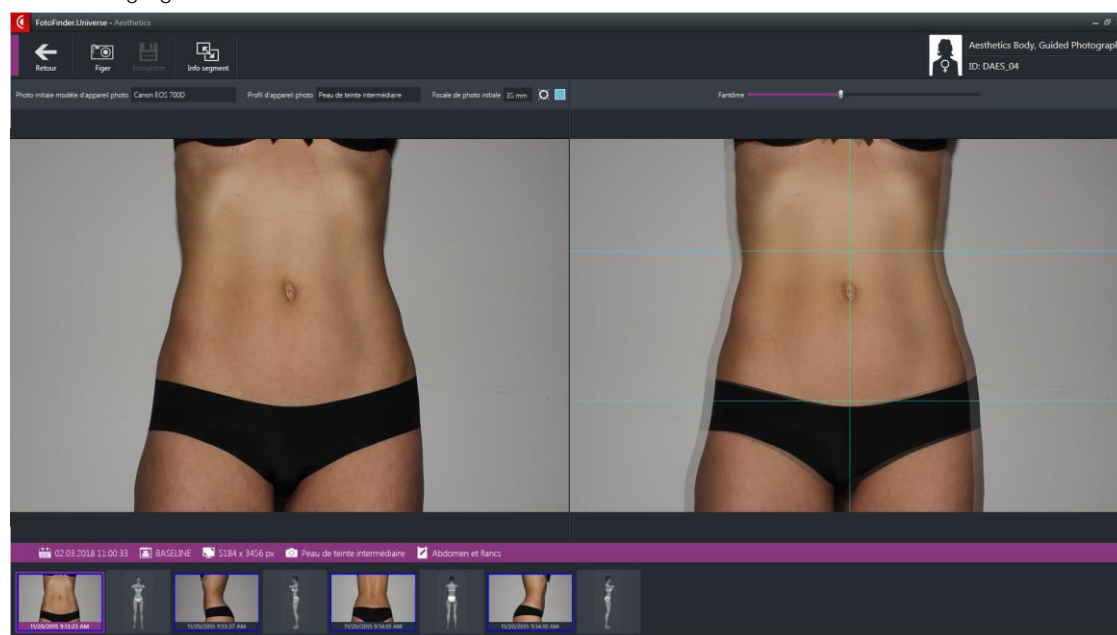 FotoFinder.Universe - Aesthetics
Retour
Figer
Enregistrer
Info segment
Aesthetics Body, Guided Photograp
ID: DAES_04
Photo initiale modèle d'appareil photo Canon EOS 700D Profil d'appareil photo Peau de teinte intermédiaire Focale de photo initiale 35 mm Fantôme
02.03.2018 11:00:33 BASELINE 5184 x 3456 px Peau de teinte intermédiaire Abdomen et flancs
11/20/2015 9:13:23 AM 11/20/2015 9:13:37 AM 11/20/2015 9:14:01 AM 11/20/2015 9:14:10 AM